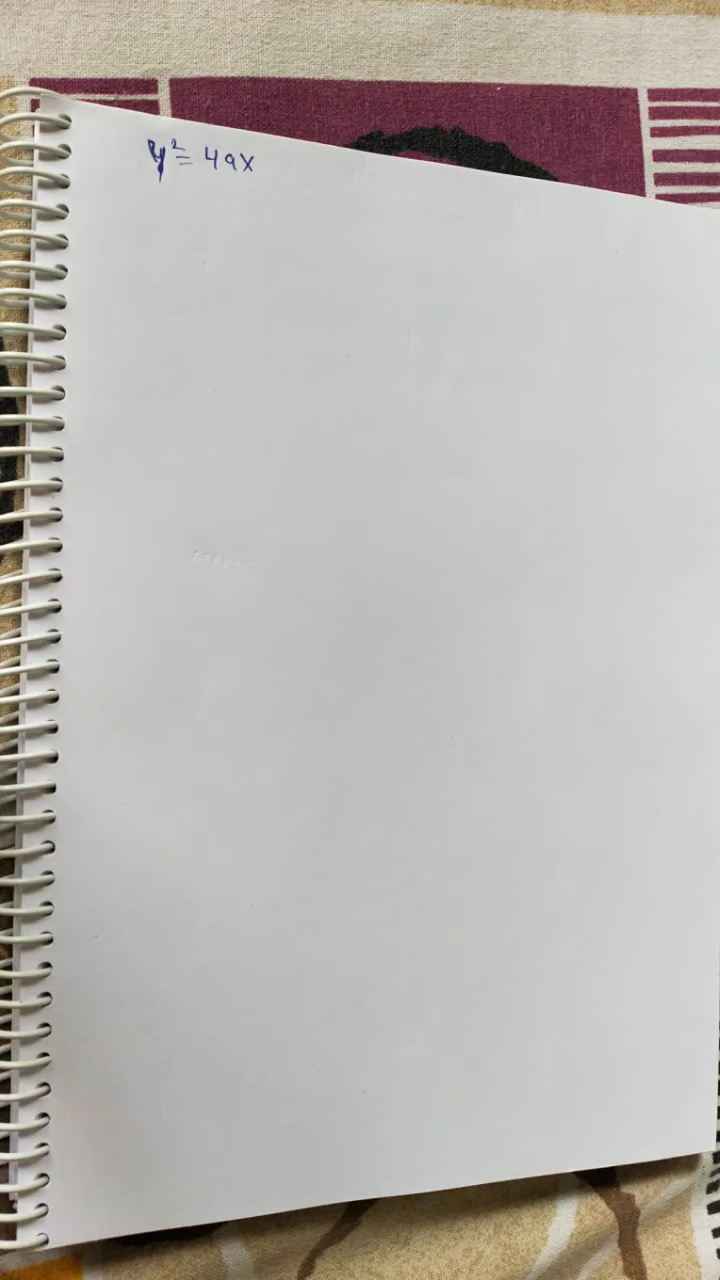 y² = 4ax